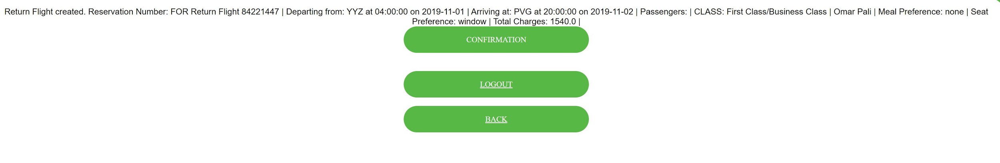 Return Flight created. Reservation Number: FOR Return Flight 84221447 | Departing from: YYZ at 04:00:00 on 2019-11-01 | Arriving at: PVG at 20:00:00 on 2019-11-02 | Passengers: | CLASS: First Class/Business Class | Omar Pali | Meal Preference: none | Seat
Preference: window | Total Charges: 1540.0 |
CONFIRMATION
LOGOUT
BACK